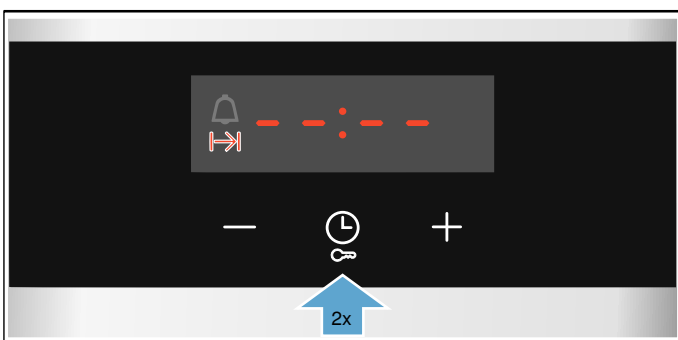 - -:- -
— +
2x